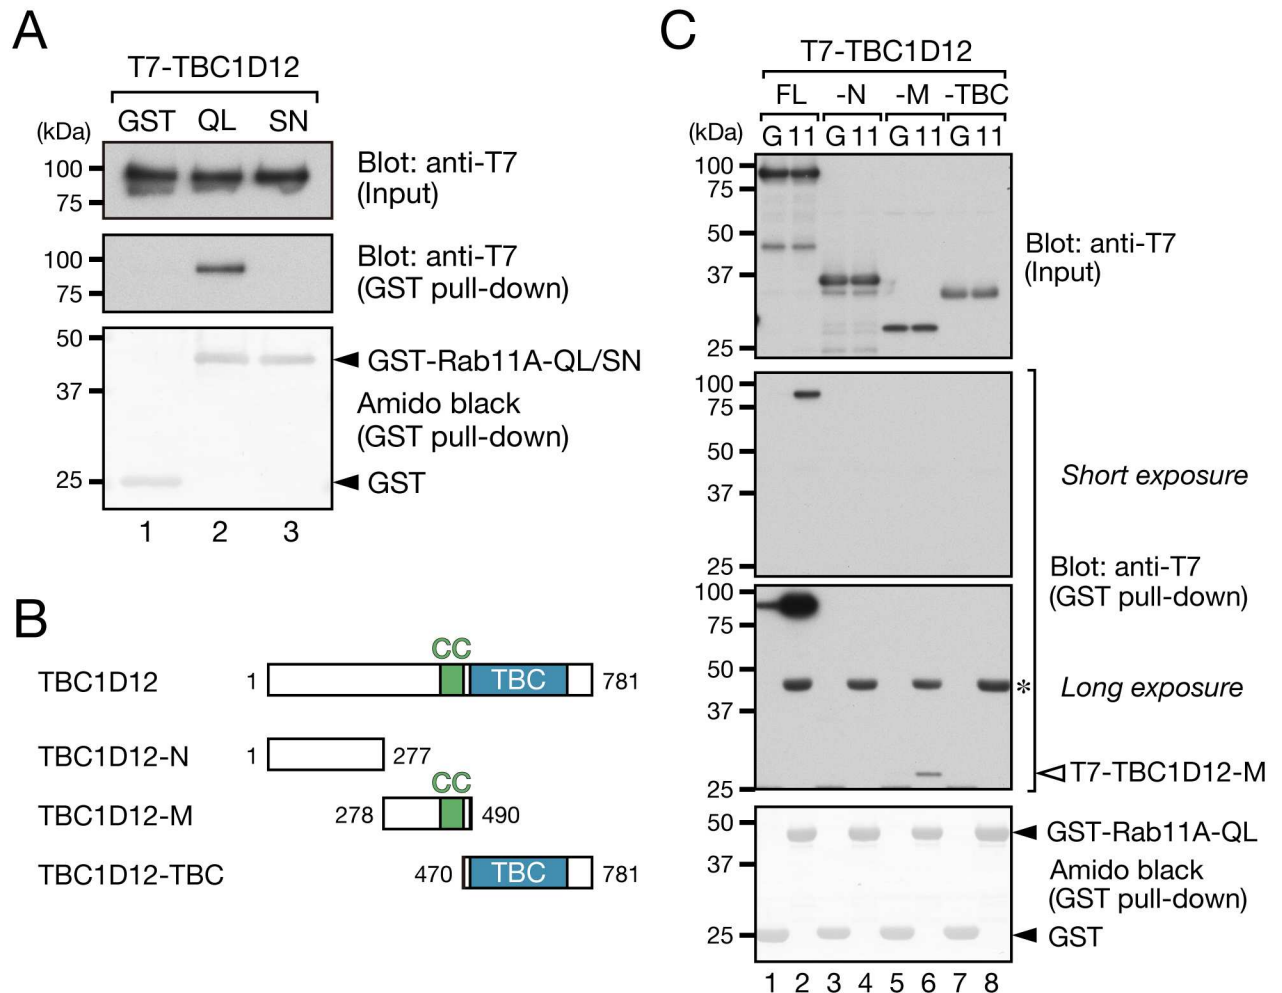 A
T7-TBC1D12
GST QL SN
(kDa)
100
75
Blot: anti-T7
(Input)
100
75
Blot: anti-T7
(GST pull-down)
50
37
25
GST-Rab11A-QL/SN
Amido black
(GST pull-down)
GST
1 2 3
B
CC
TBC1D12 1 TBC 781
TBC1D12-N 1 277
CC
TBC1D12-M 278 490
TBC1D12-TBC 470 TBC 781
C
T7-TBC1D12
FL -N -M -TBC
(kDa) G 11 G 11 G 11 G 11
100
75
50
37
25
Blot: anti-T7
(Input)
100
75
50
37
25
Short exposure
Blot: anti-T7
(GST pull-down)
100
75
50
37
25
*
Long exposure
T7-TBC1D12-M
50
37
25
GST-Rab11A-QL
Amido black
(GST pull-down)
GST
1 2 3 4 5 6 7 8